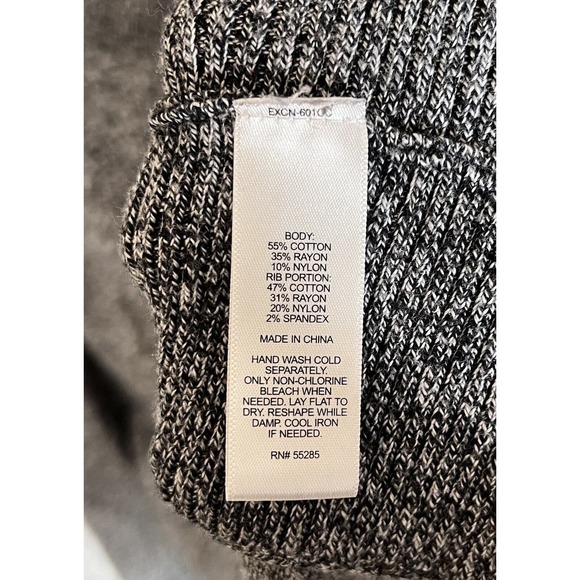 EXCN-601CC
BODY:
55% COTTON
35% RAYON
10% NYLON
RIB PORTION:
47% COTTON
31% RAYON
20% NYLON
2% SPANDEX
MADE IN CHINA
HAND WASH COLD
SEPARATELY.
ONLY NON-CHLORINE
BLEACH WHEN
NEEDED. LAY FLAT TO
DRY. RESHAPE WHILE
DAMP. COOL IRON
IF NEEDED.
RN# 55285